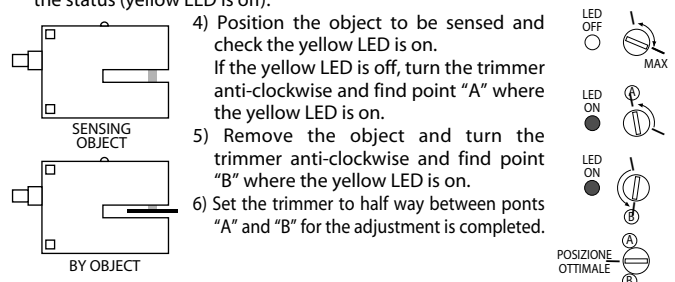 the status (yellow LED is on).
4) Position the object to be sensed and
check the yellow LED is on.
If the yellow LED is off, turn the trimmer
anti-clockwise and find point “A” where
the yellow LED is on.
5) Remove the object and turn the
trimmer anti-clockwise and find point
“B” where the yellow LED is on.
6) Set the trimmer to half way between ponts
“A” and “B” for the adjustment is completed.
SENSING
OBJECT
BY OBJECT
LED
OFF
MAX
LED
ON
A
LED
ON
B
A
POSIZIONE
OTTIMALE
B